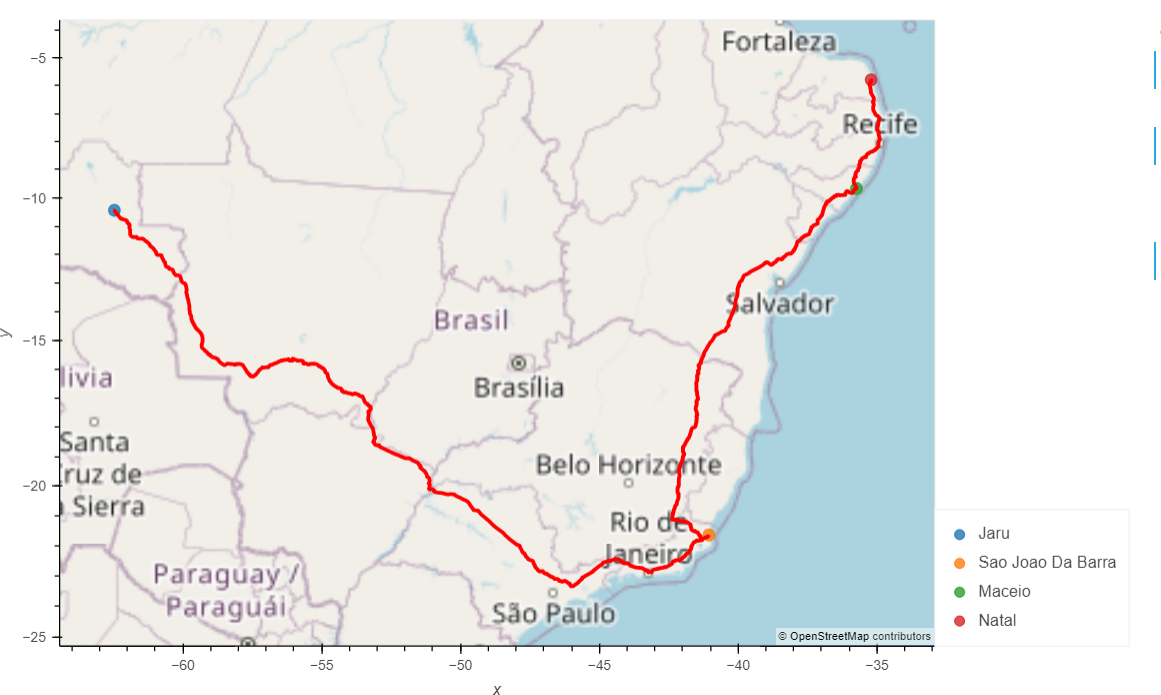 Fortaleza
−5
Recife
−10
Salvador
y
Brasil
−15
livia
Brasília
Santa
ruz de
Sierra
Belo Horizonte
−20
Rio de
Janeiro
Jaru
Sao Joao Da Barra
Maceio
Natal
Paraguay /
Paraguái
São Paulo
−25
© OpenStreetMap contributors
−60
−55
−50
−45
−40
−35
x